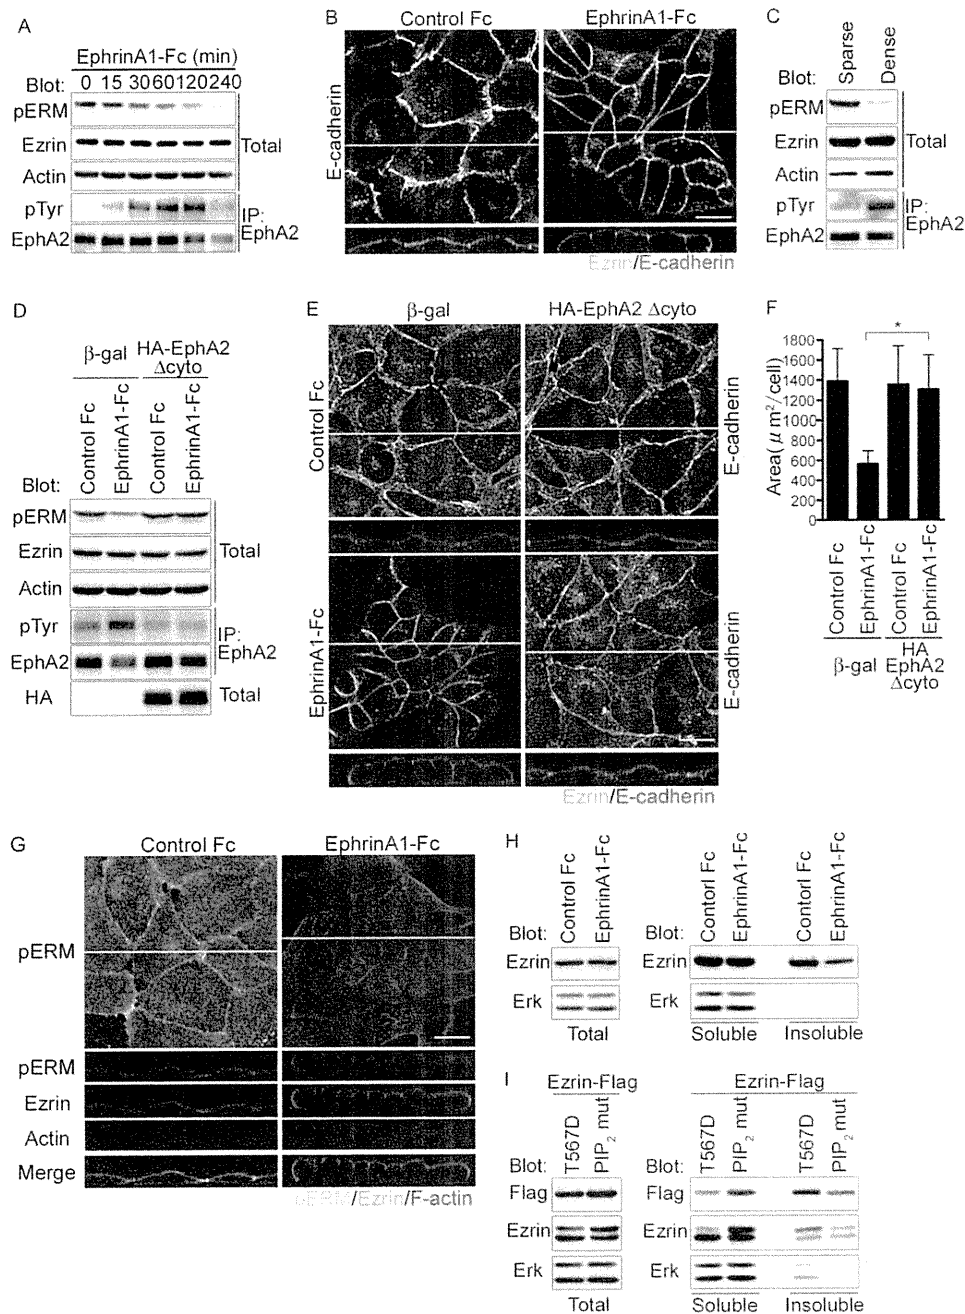 A
EphrinA1-Fc (min)
Blot: 0 15 30 60 120 240
pERM
Ezrin
Actin
Total
pTyr
EphA2
IP: EphA2
B
Control Fc EphrinA1-Fc
E-cadherin
Ezrin/E-cadherin
C
Blot: Sparse Dense
pERM
Ezrin
Actin
Total
pTyr
EphA2
IP: EphA2
D
β-gal HA-EphA2 Δcyto
Blot: Control Fc EphrinA1-Fc Control Fc EphrinA1-Fc
pERM
Ezrin
Actin
Total
pTyr
EphA2
IP: EphA2
HA Total
E
β-gal HA-EphA2 Δcyto
Control Fc
E-cadherin
EphrinA1-Fc
E-cadherin
Ezrin/E-cadherin
F
*
Area(μm²/cell)
1800
1600
1400
1200
1000
800
600
400
200
0
Control Fc EphrinA1-Fc Control Fc EphrinA1-Fc
β-gal HA EphA2 Δcyto
G
Control Fc EphrinA1-Fc
pERM
pERM
Ezrin
Actin
Merge
pERM/Ezrin/F-actin
H
Blot: Control Fc EphrinA1-Fc
Ezrin
Erk
Total
Blot: Contorl Fc EphrinA1-Fc Contorl Fc EphrinA1-Fc
Ezrin
Erk
Soluble Insoluble
I
Ezrin-Flag
Blot: T567D PIP₂ mut
Flag
Ezrin
Erk
Total
Ezrin-Flag
Blot: T567D PIP₂ mut T567D PIP₂ mut
Flag
Ezrin
Erk
Soluble Insoluble